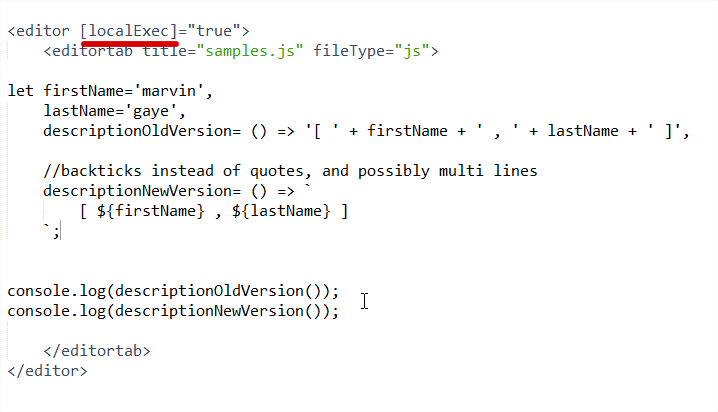 <editor [localExec]="true">
    <editortab title="samples.js" fileType="js">
let firstName='marvin',
    lastName='gaye',
    descriptionOldVersion= () => '[ ' + firstName + ' , ' + lastName + ' ]',
    //backticks instead of quotes, and possibly multi lines
    descriptionNewVersion= () => `
        [ ${firstName} , ${lastName} ]
    `;
console.log(descriptionOldVersion());
console.log(descriptionNewVersion());
    </editortab>
</editor>